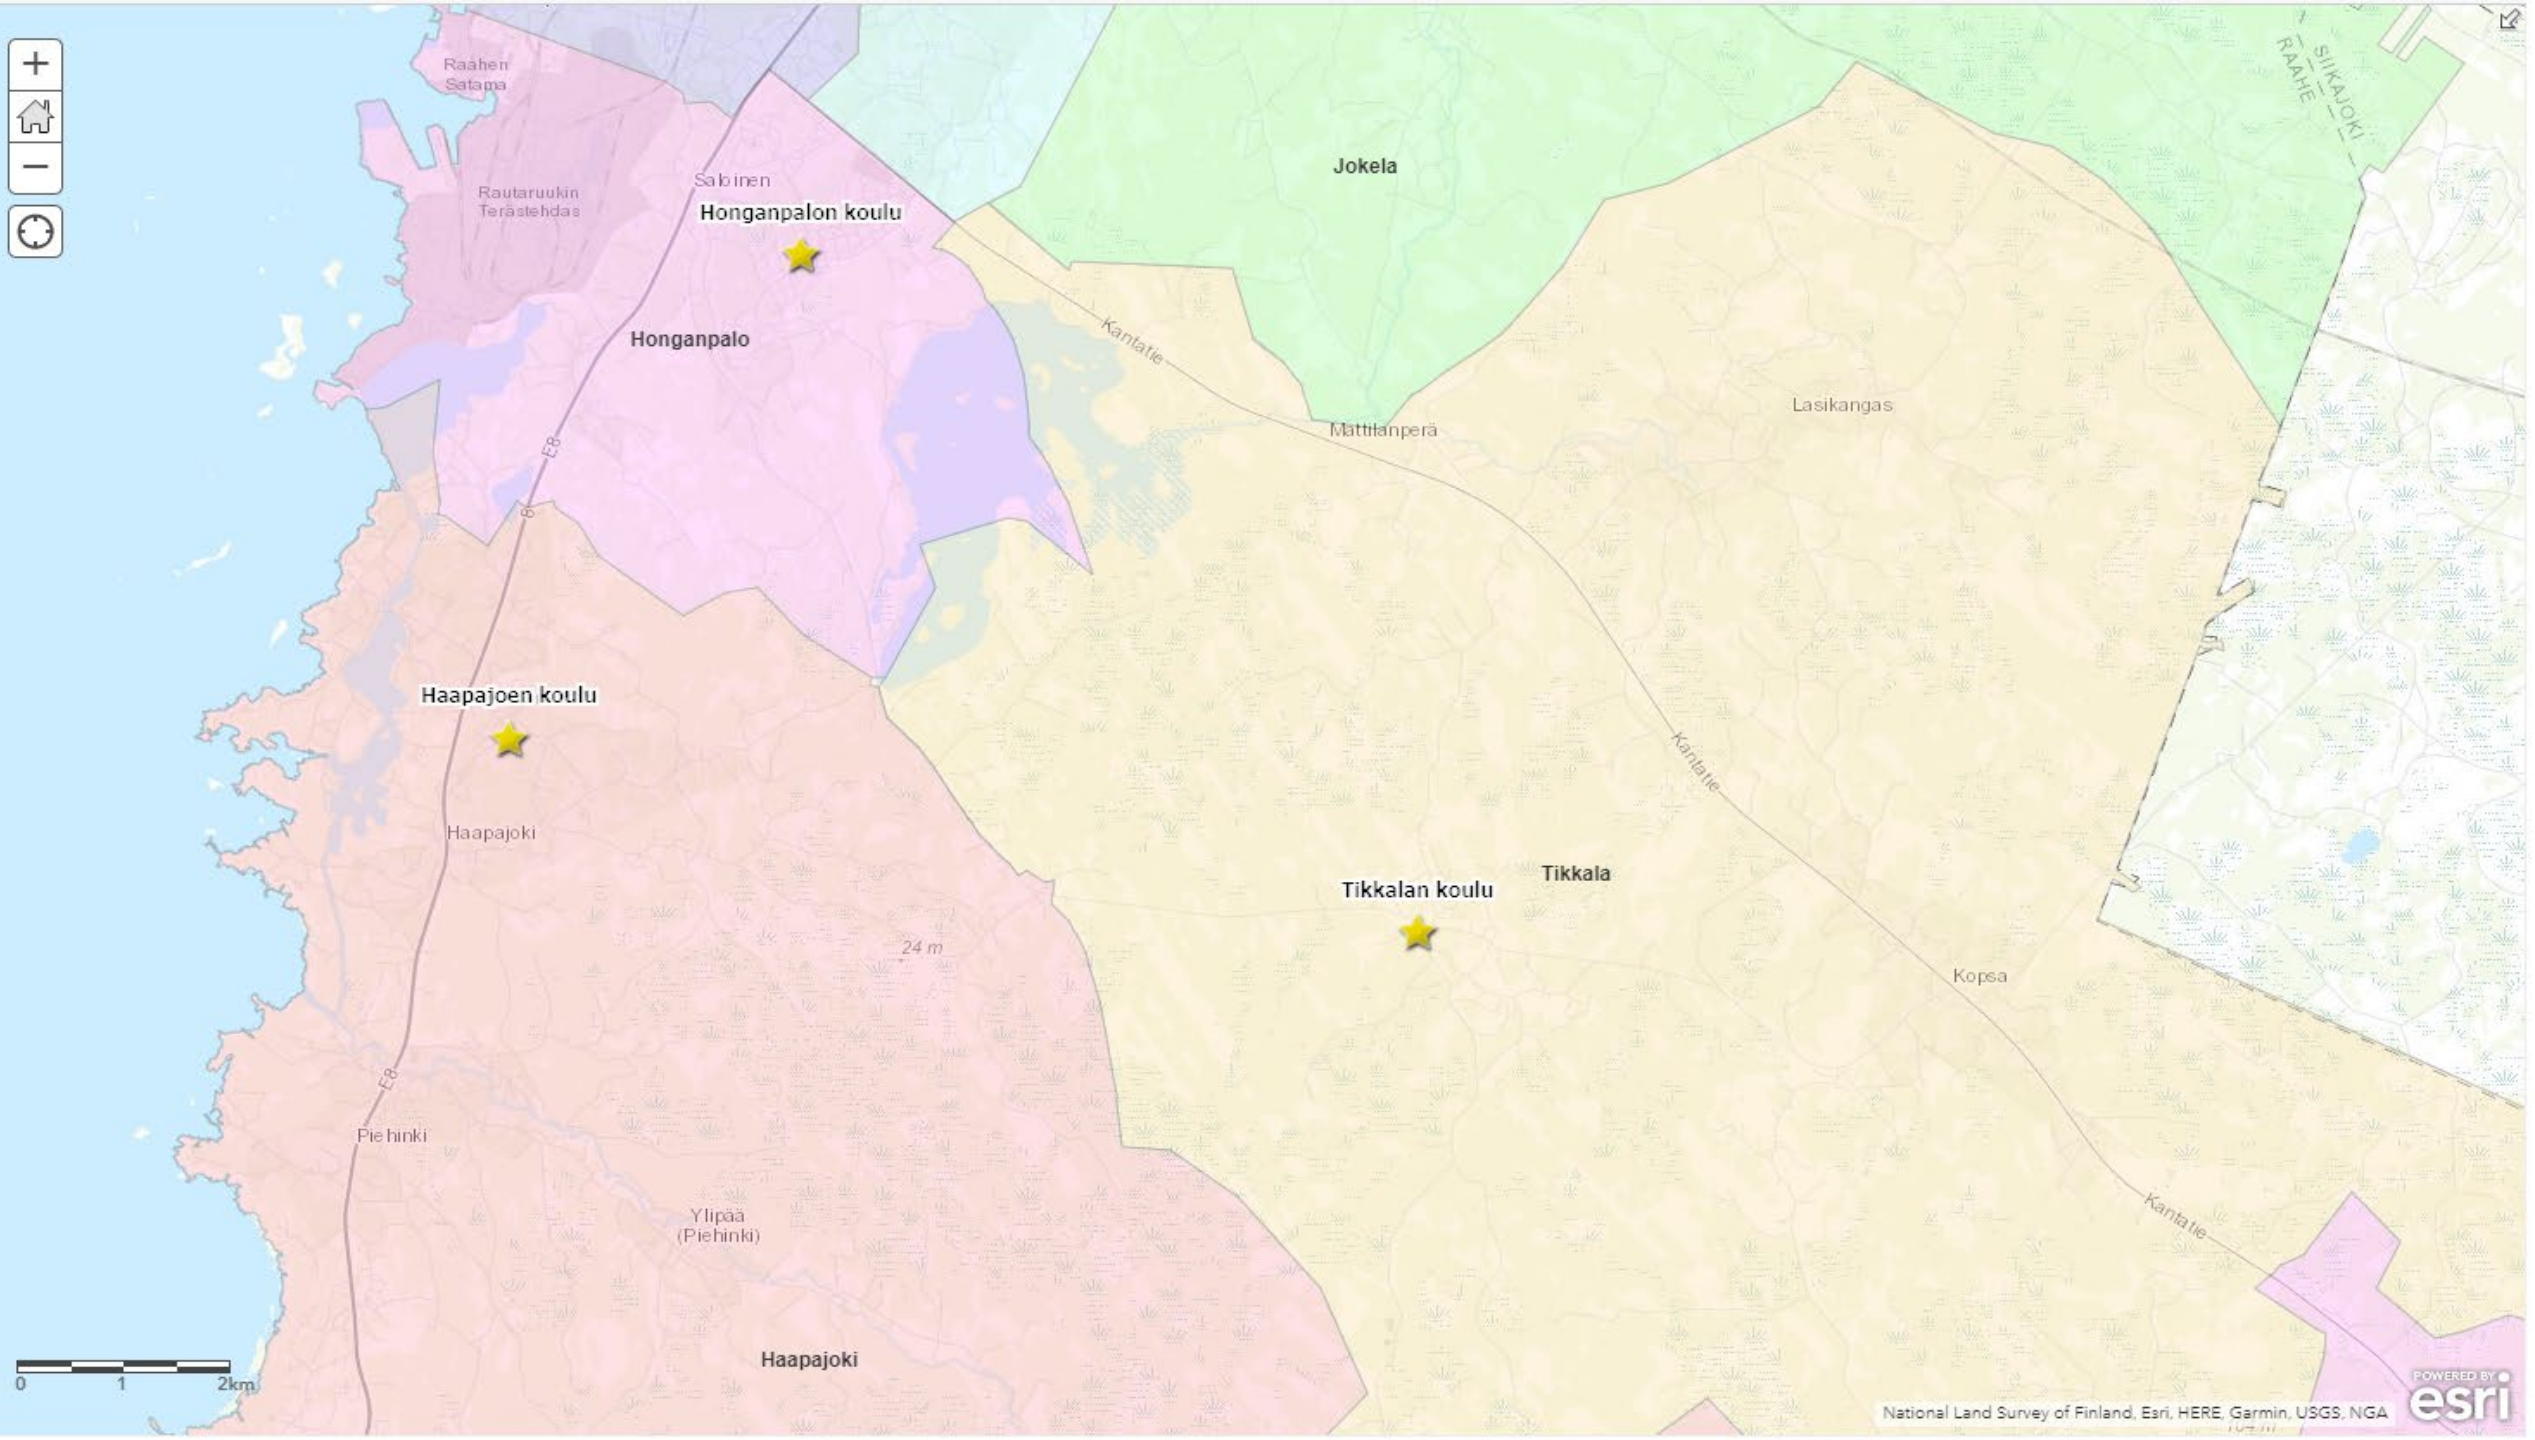 +
−
Raahen
Satama
SIIKAJOKI
RAAHE
Jokela
Saloinen
Rautaruukin
Terästehdas
Honganpalon koulu
Kantatie
Honganpalo
Lasikangas
Mattilanperä
E8
8
Haapajoen koulu
Kantatie
Haapajoki
Tikkala
Tikkalan koulu
24 m
Kopsa
E8
Piehinki
Kantatie
Ylipää
(Piehinki)
Haapajoki
0 1 2km
POWERED BY
esri
National Land Survey of Finland, Esri, HERE, Garmin, USGS, NGA